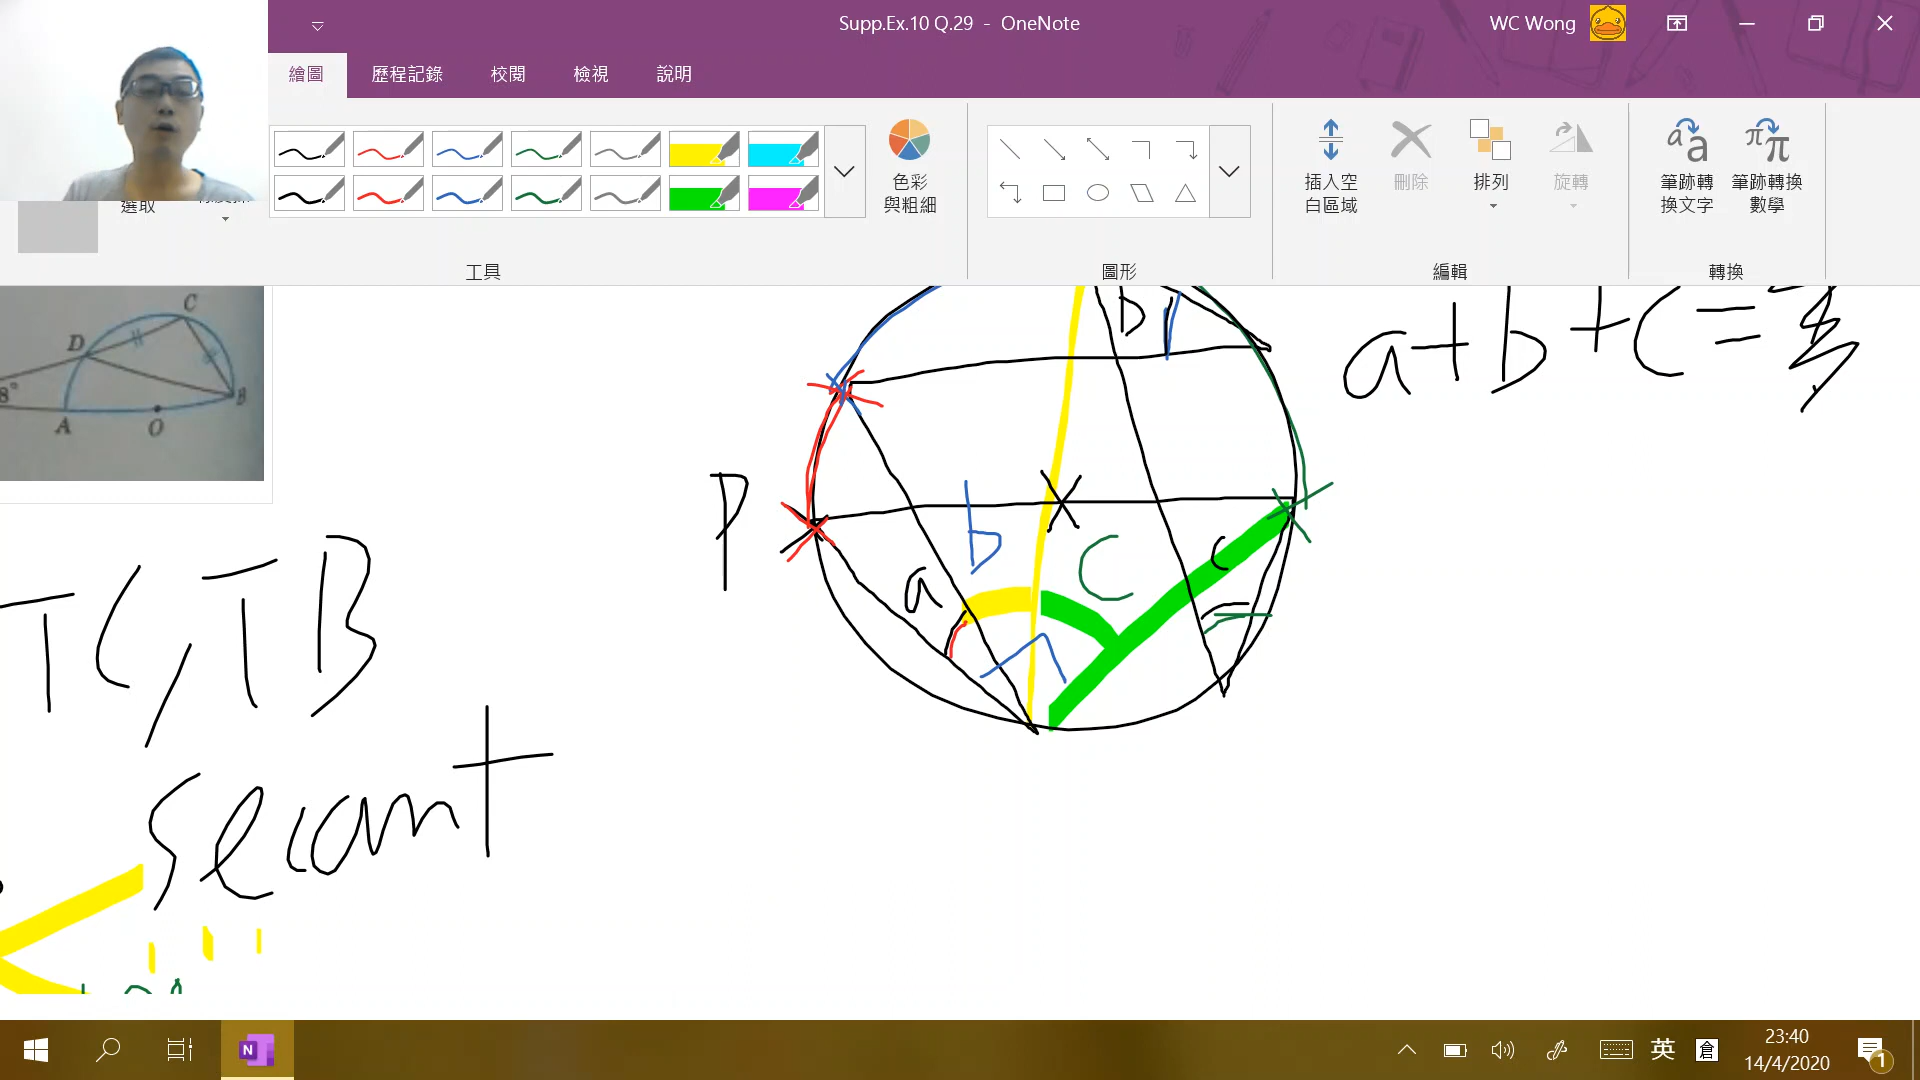 Supp.Ex.10 Q.29 - OneNote
WC Wong
繪圖 歷程記錄 校閱 檢視 說明
選取
色彩
與粗細
插入空
白區域
刪除
排列
旋轉
筆跡轉
換文字
筆跡轉換
數學
工具
圖形
編輯
轉換
C
D
8°
B
A
O
b
a+b+c=
P
X
b
a
C
c
TC, TB
secant
英
倉
23:40
14/4/2020
1